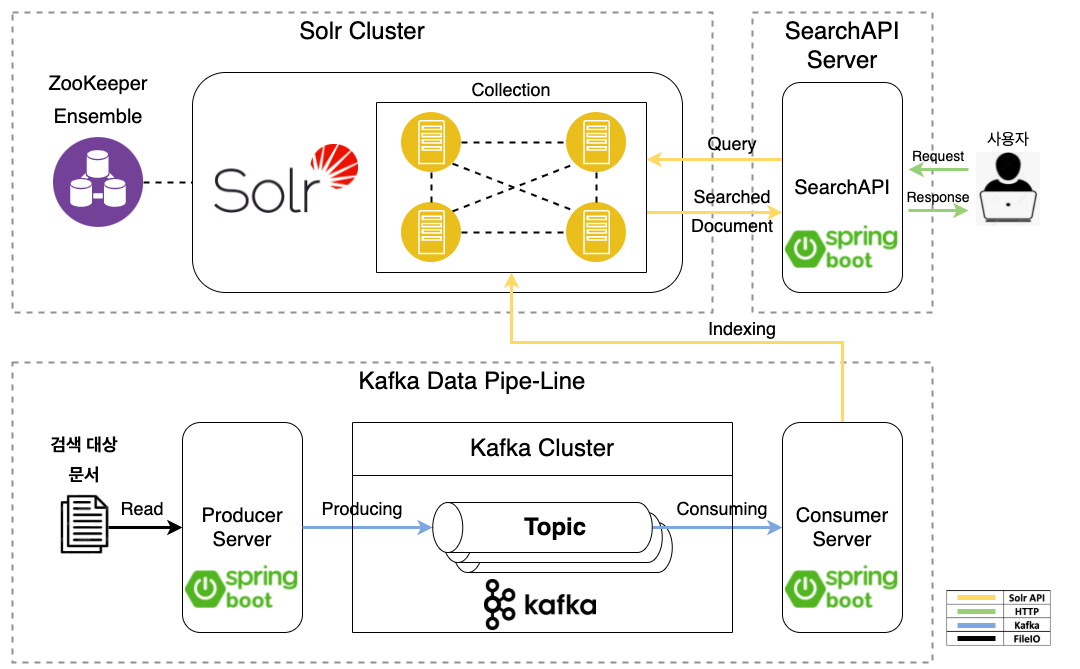 Solr Cluster
SearchAPI
Server
ZooKeeper
Ensemble
Collection
Solr
Query
Searched
Document
SearchAPI
spring
boot
Request
Response
사용자
Indexing
Kafka Data Pipe-Line
검색 대상
문서
Read
Producer
Server
spring
boot
Producing
Kafka Cluster
Topic
kafka
Consuming
Consumer
Server
spring
boot
Solr API
HTTP
Kafka
FileIO